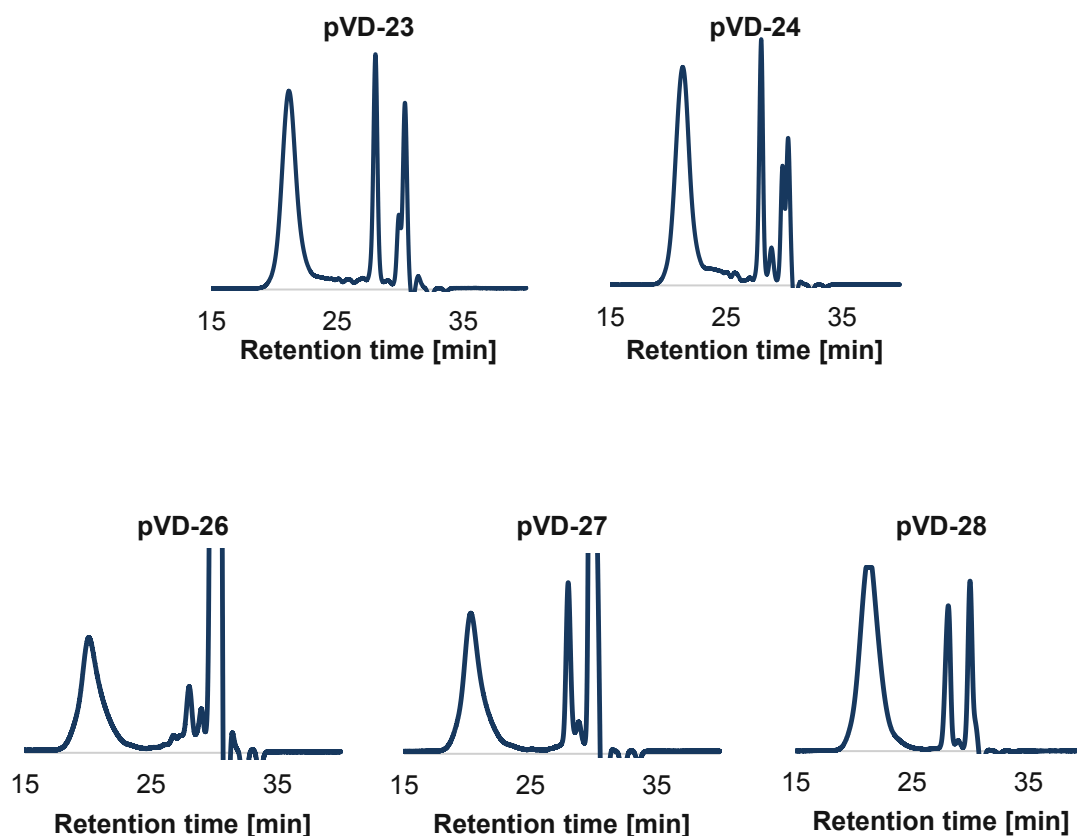 pVD-23 pVD-24
15 25 35 15 25 35
Retention time [min] Retention time [min]
pVD-26 pVD-27 pVD-28
15 25 35 15 25 35 15 25 35
Retention time [min] Retention time [min] Retention time [min]